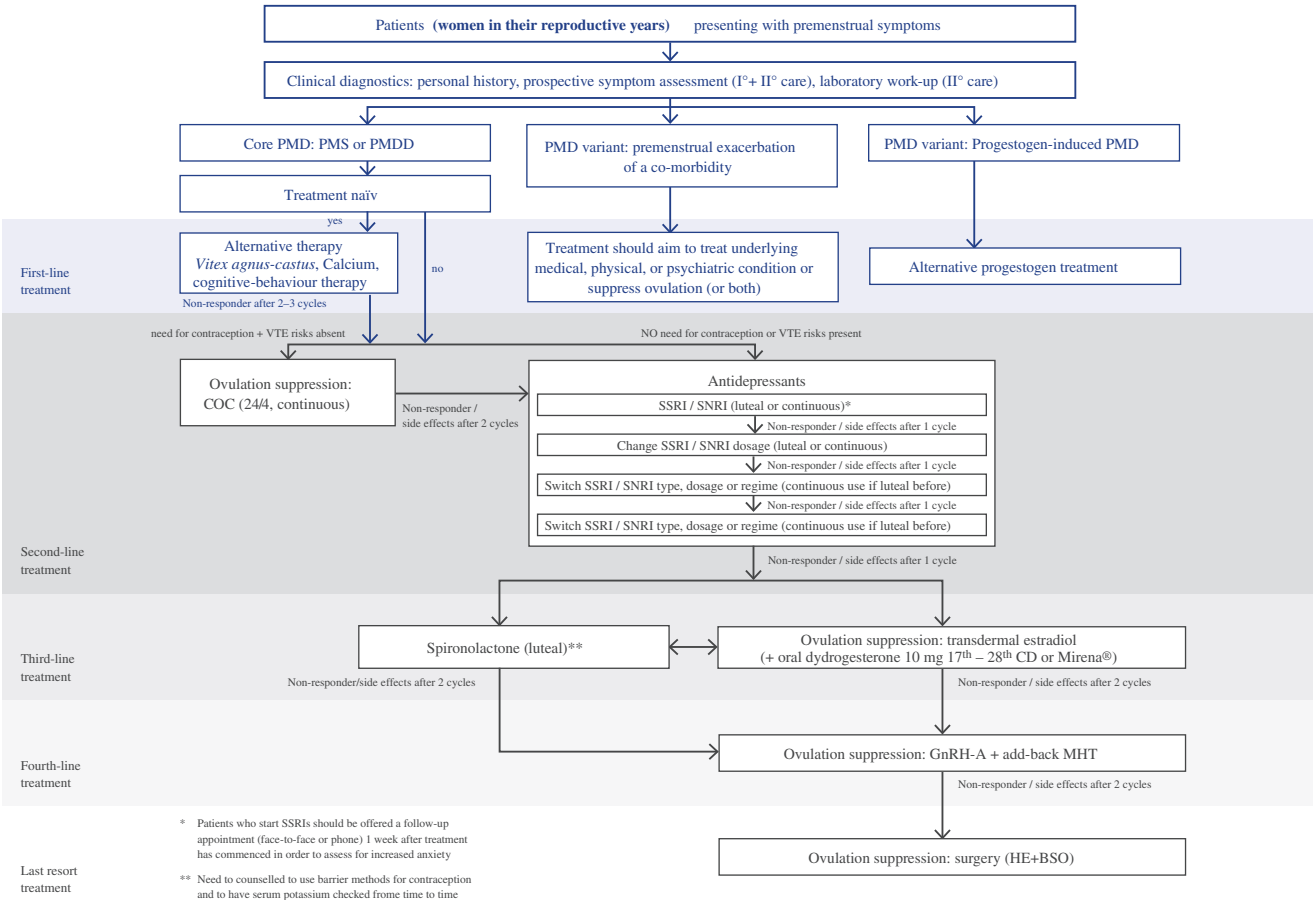 Patients (women in their reproductive years) presenting with premenstrual symptoms
Clinical diagnostics: personal history, prospective symptom assessment (I°+ II° care), laboratory work-up (II° care)
Core PMD: PMS or PMDD
PMD variant: premenstrual exacerbation
of a co-morbidity
PMD variant: Progestogen-induced PMD
Treatment naïv
yes
no
First-line
treatment
Alternative therapy
Vitex agnus-castus, Calcium,
cognitive-behaviour therapy
Non-responder after 2–3 cycles
Treatment should aim to treat underlying
medical, physical, or psychiatric condition or
suppress ovulation (or both)
Alternative progestogen treatment
need for contraception + VTE risks absent
NO need for contraception or VTE risks present
Ovulation suppression:
COC (24/4, continuous)
Non-responder /
side effects after 2 cycles
Antidepressants
SSRI / SNRI (luteal or continuous)*
Non-responder / side effects after 1 cycle
Change SSRI / SNRI dosage (luteal or continuous)
Non-responder / side effects after 1 cycle
Switch SSRI / SNRI type, dosage or regime (continuous use if luteal before)
Non-responder / side effects after 1 cycle
Switch SSRI / SNRI type, dosage or regime (continuous use if luteal before)
Second-line
treatment
Non-responder / side effects after 1 cycle
Third-line
treatment
Spironolactone (luteal)**
Ovulation suppression: transdermal estradiol
(+ oral dydrogesterone 10 mg 17th – 28th CD or Mirena®)
Non-responder/side effects after 2 cycles
Non-responder / side effects after 2 cycles
Fourth-line
treatment
Ovulation suppression: GnRH-A + add-back MHT
Non-responder / side effects after 2 cycles
Last resort
treatment
Ovulation suppression: surgery (HE+BSO)
* Patients who start SSRIs should be offered a follow-up
appointment (face-to-face or phone) 1 week after treatment
has commenced in order to assess for increased anxiety
** Need to counselled to use barrier methods for contraception
and to have serum potassium checked frome time to time